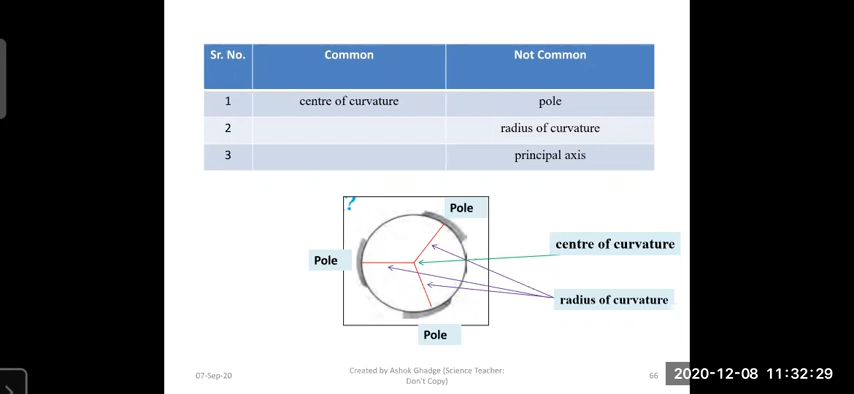 Sr. No. Common Not Common
1 centre of curvature pole
2 radius of curvature
3 principal axis
?
Pole
centre of curvature
Pole
radius of curvature
Pole
07-Sep-20
Created by Ashok Ghadge (Science Teacher:
Don't Copy)
66
2020-12-08 11:32:29